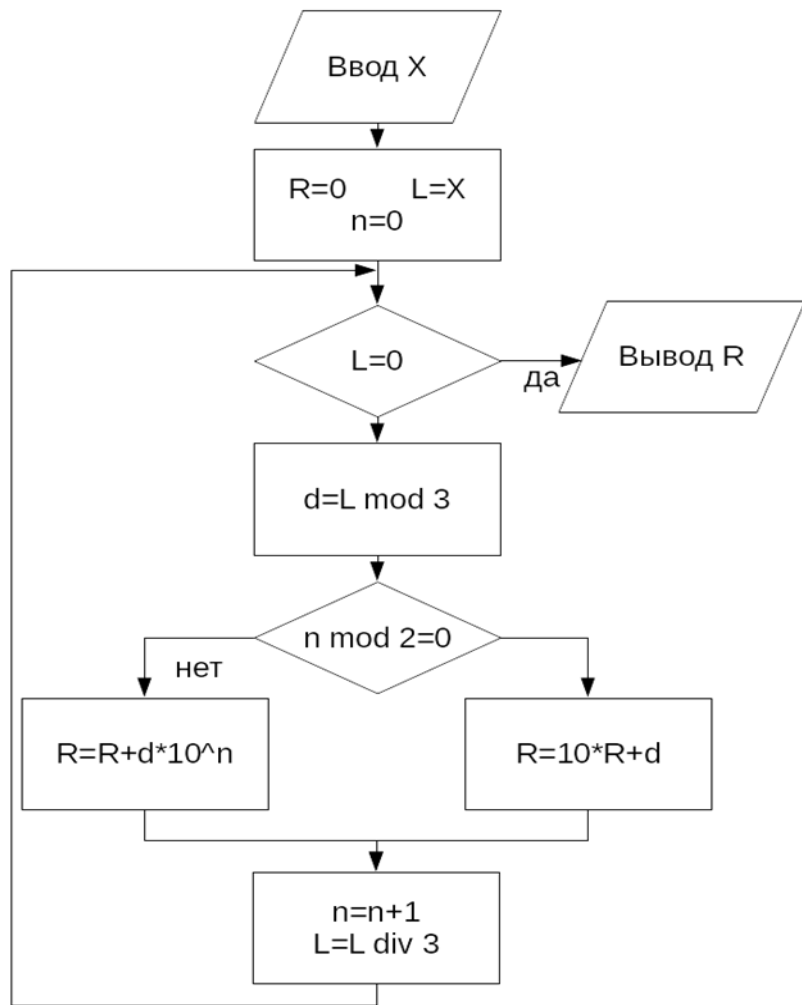 Ввод X
R=0 L=X
n=0
L=0
да
Вывод R
d=L mod 3
n mod 2=0
нет
R=R+d*10^n
R=10*R+d
n=n+1
L=L div 3